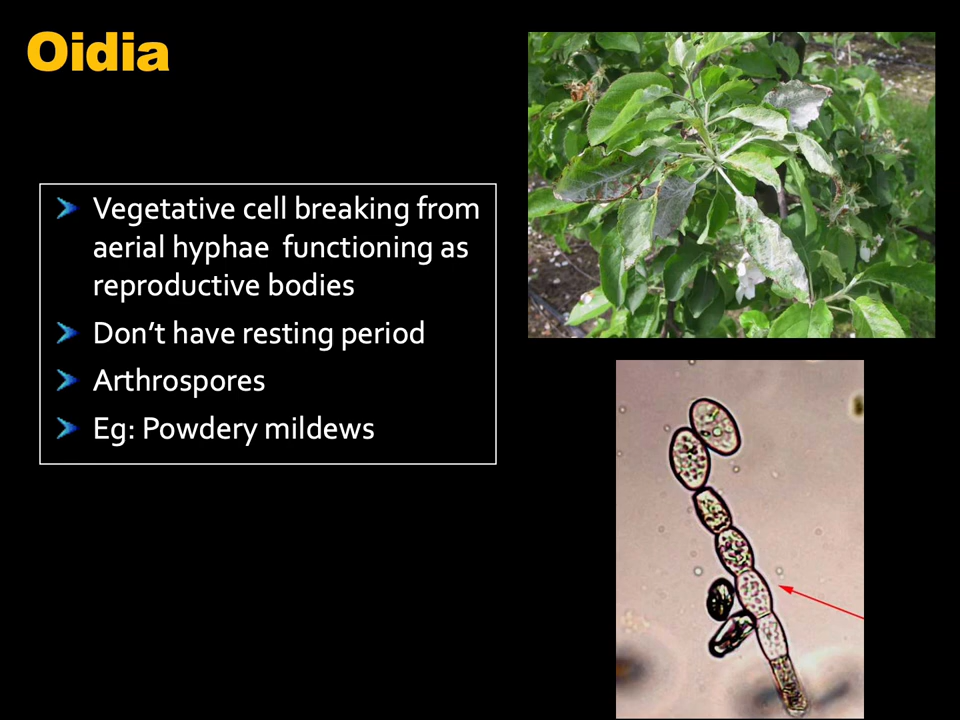 Oidia
Vegetative cell breaking from
aerial hyphae  functioning as
reproductive bodies
Don't have resting period
Arthrospores
Eg: Powdery mildews